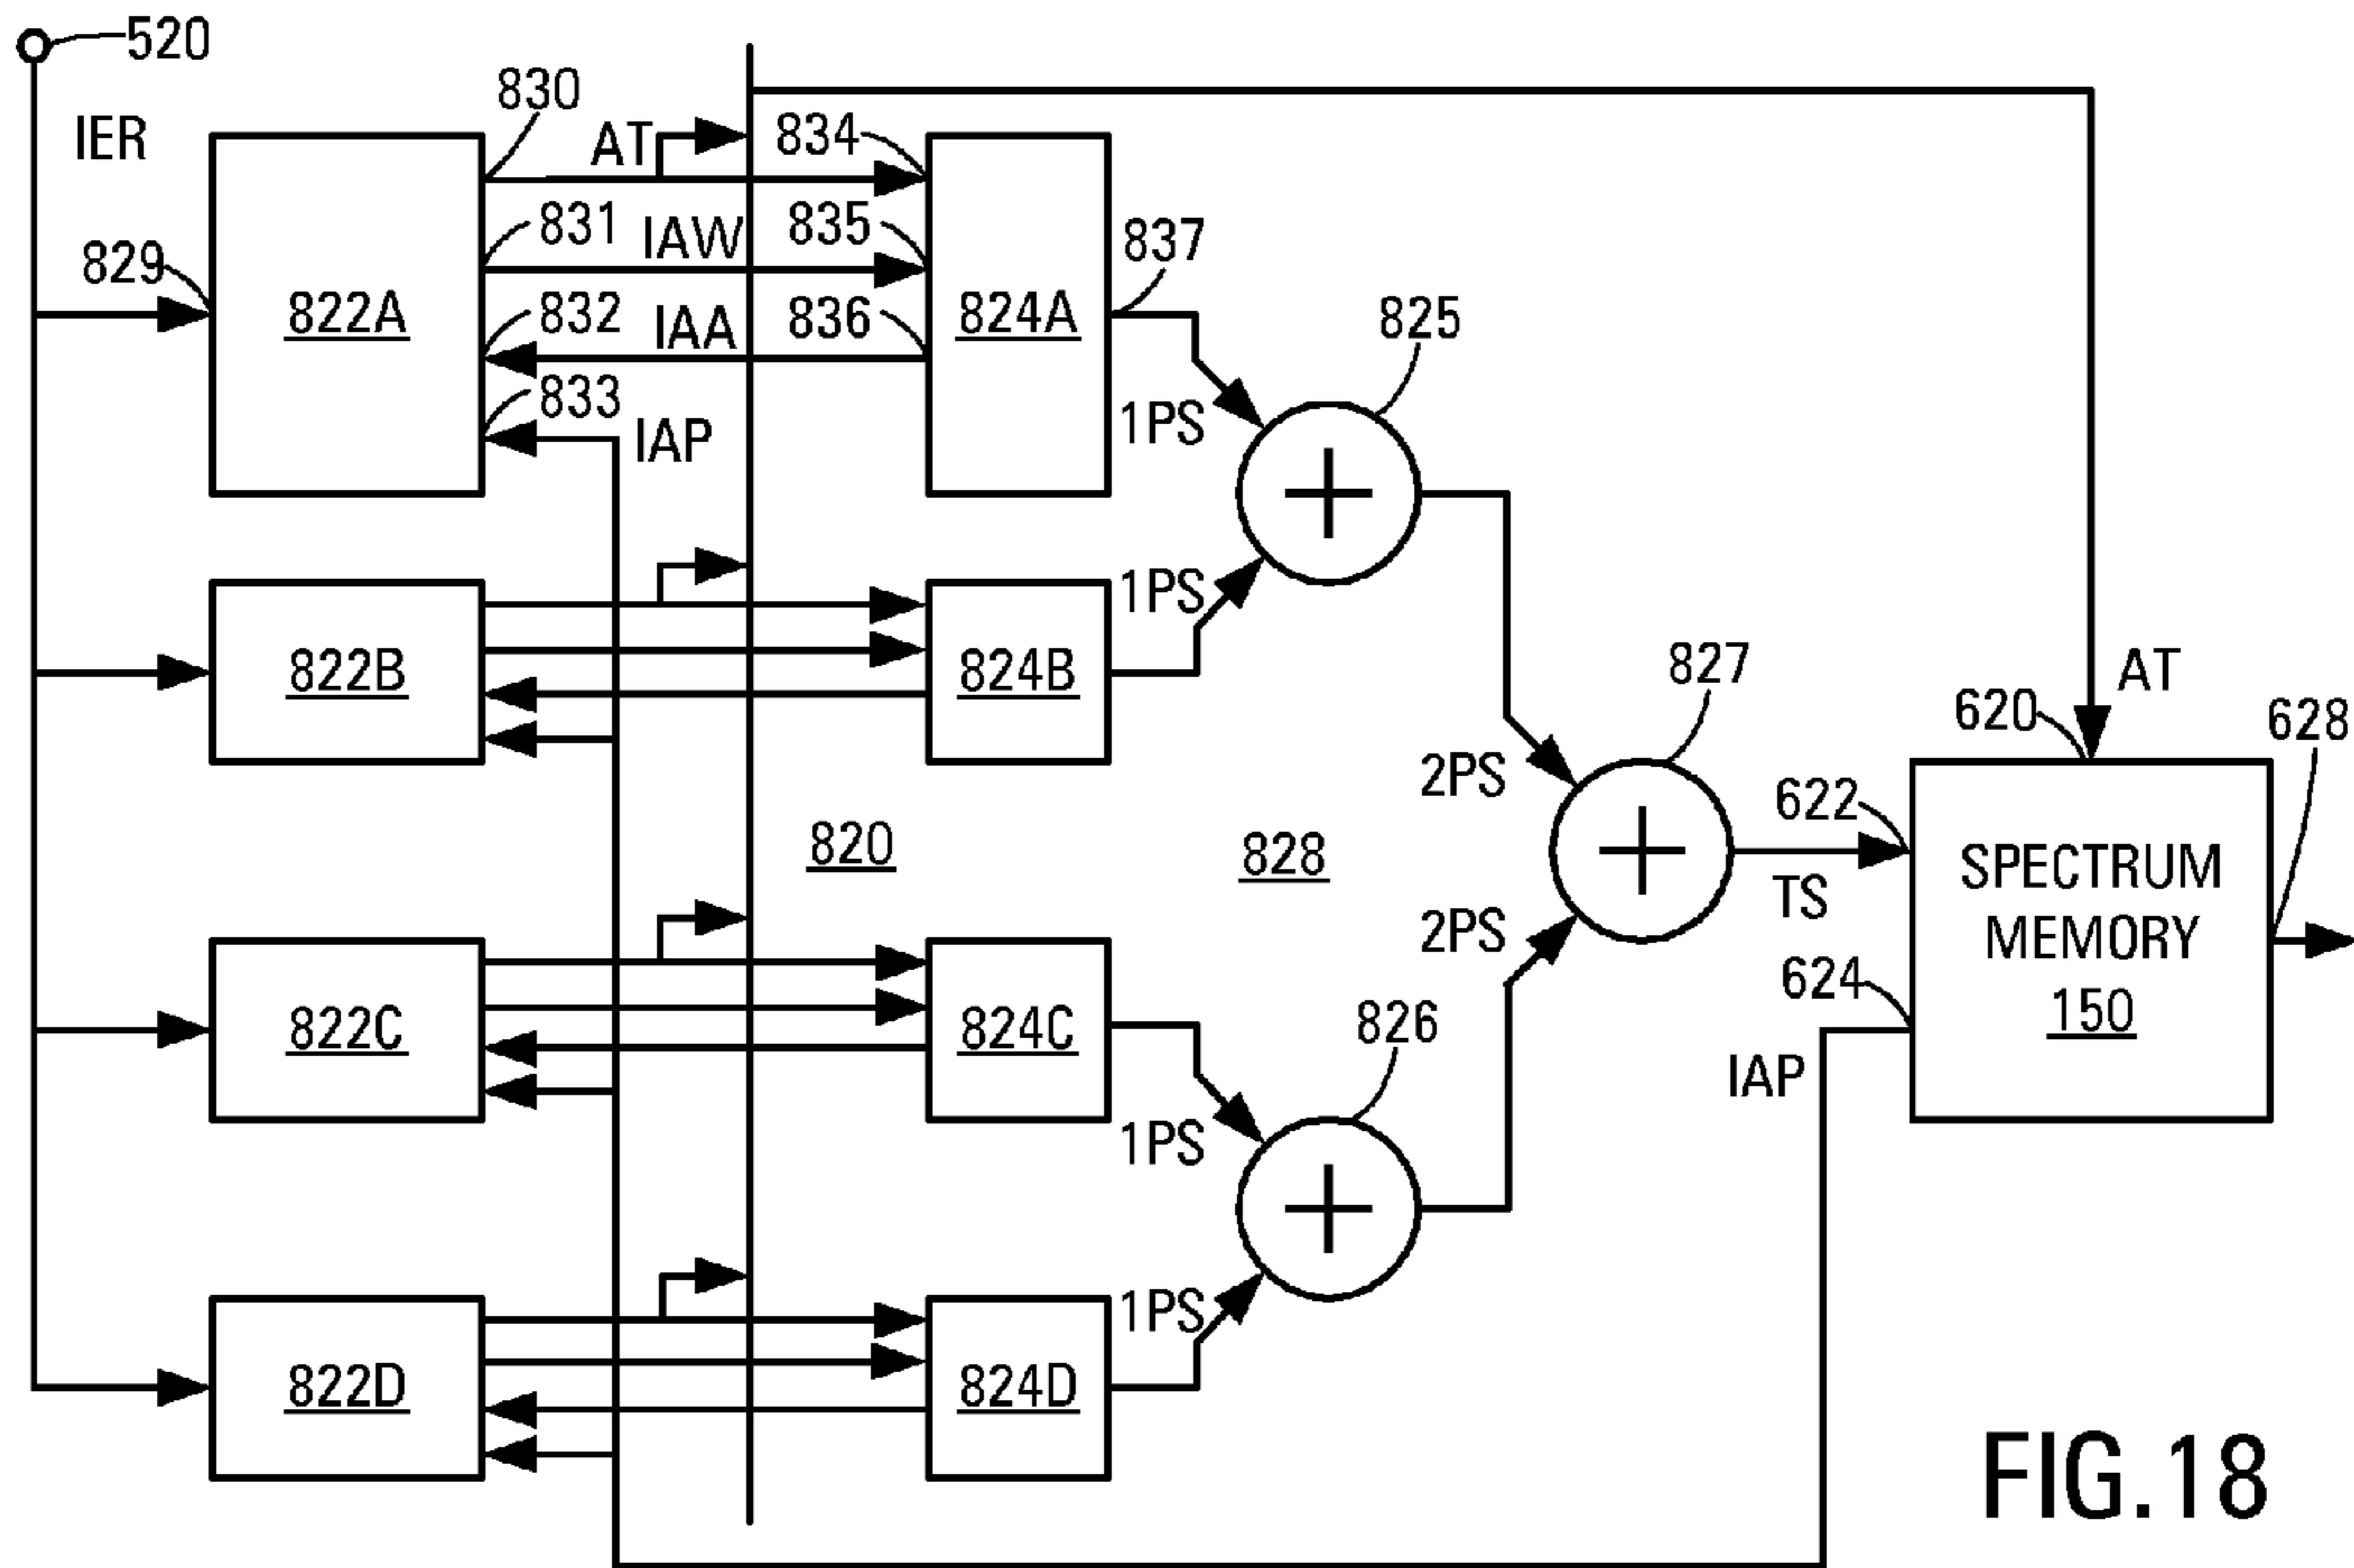 520
830
IER
AT
834
831
IAW
835
837
829
822A
832
IAA
836
824A
825
833
IAP
1PS
1PS
822B
824B
827
AT
620
628
2PS
622
820
828
SPECTRUM
MEMORY
150
TS
2PS
624
822C
824C
826
IAP
1PS
1PS
822D
824D
FIG.18